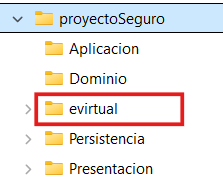 proyectoSeguro
Aplicacion
Dominio
evirtual
Persistencia
Presentacion